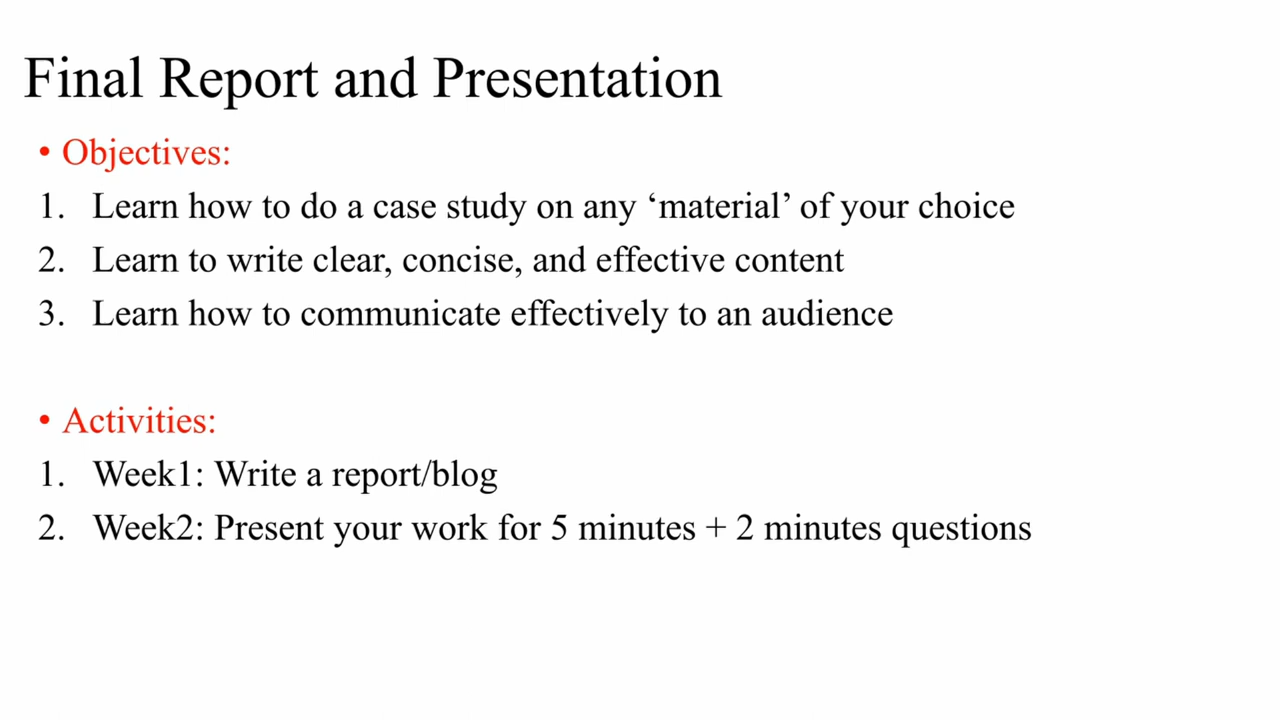 Final Report and Presentation
• Objectives:
1. Learn how to do a case study on any ‘material’ of your choice
2. Learn to write clear, concise, and effective content
3. Learn how to communicate effectively to an audience
• Activities:
1. Week1: Write a report/blog
2. Week2: Present your work for 5 minutes + 2 minutes questions